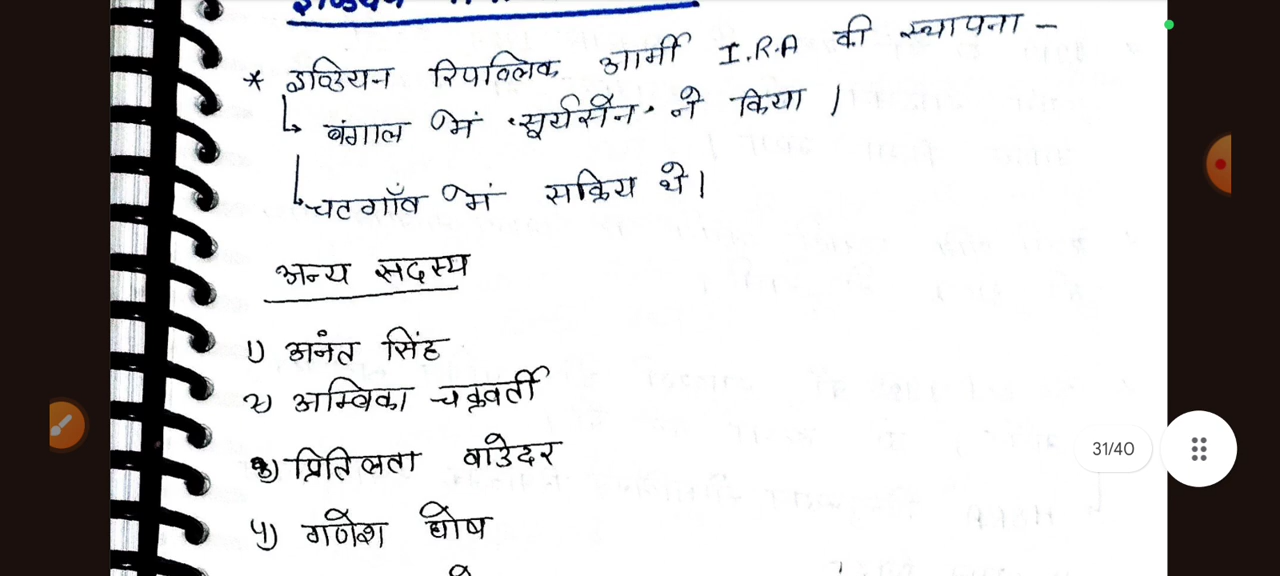 * इण्डियन रिपब्लिक आर्मी I.R.A की स्थापना -
बंगाल में 'सूर्यसेन' ने किया।
चटगाँव में सक्रिय थे।
अन्य सदस्य
1) अनंत सिंह
2) अम्बिका चक्रवर्ती
3) प्रितिलता वाडेदर
4) गणेश घोष
31/40